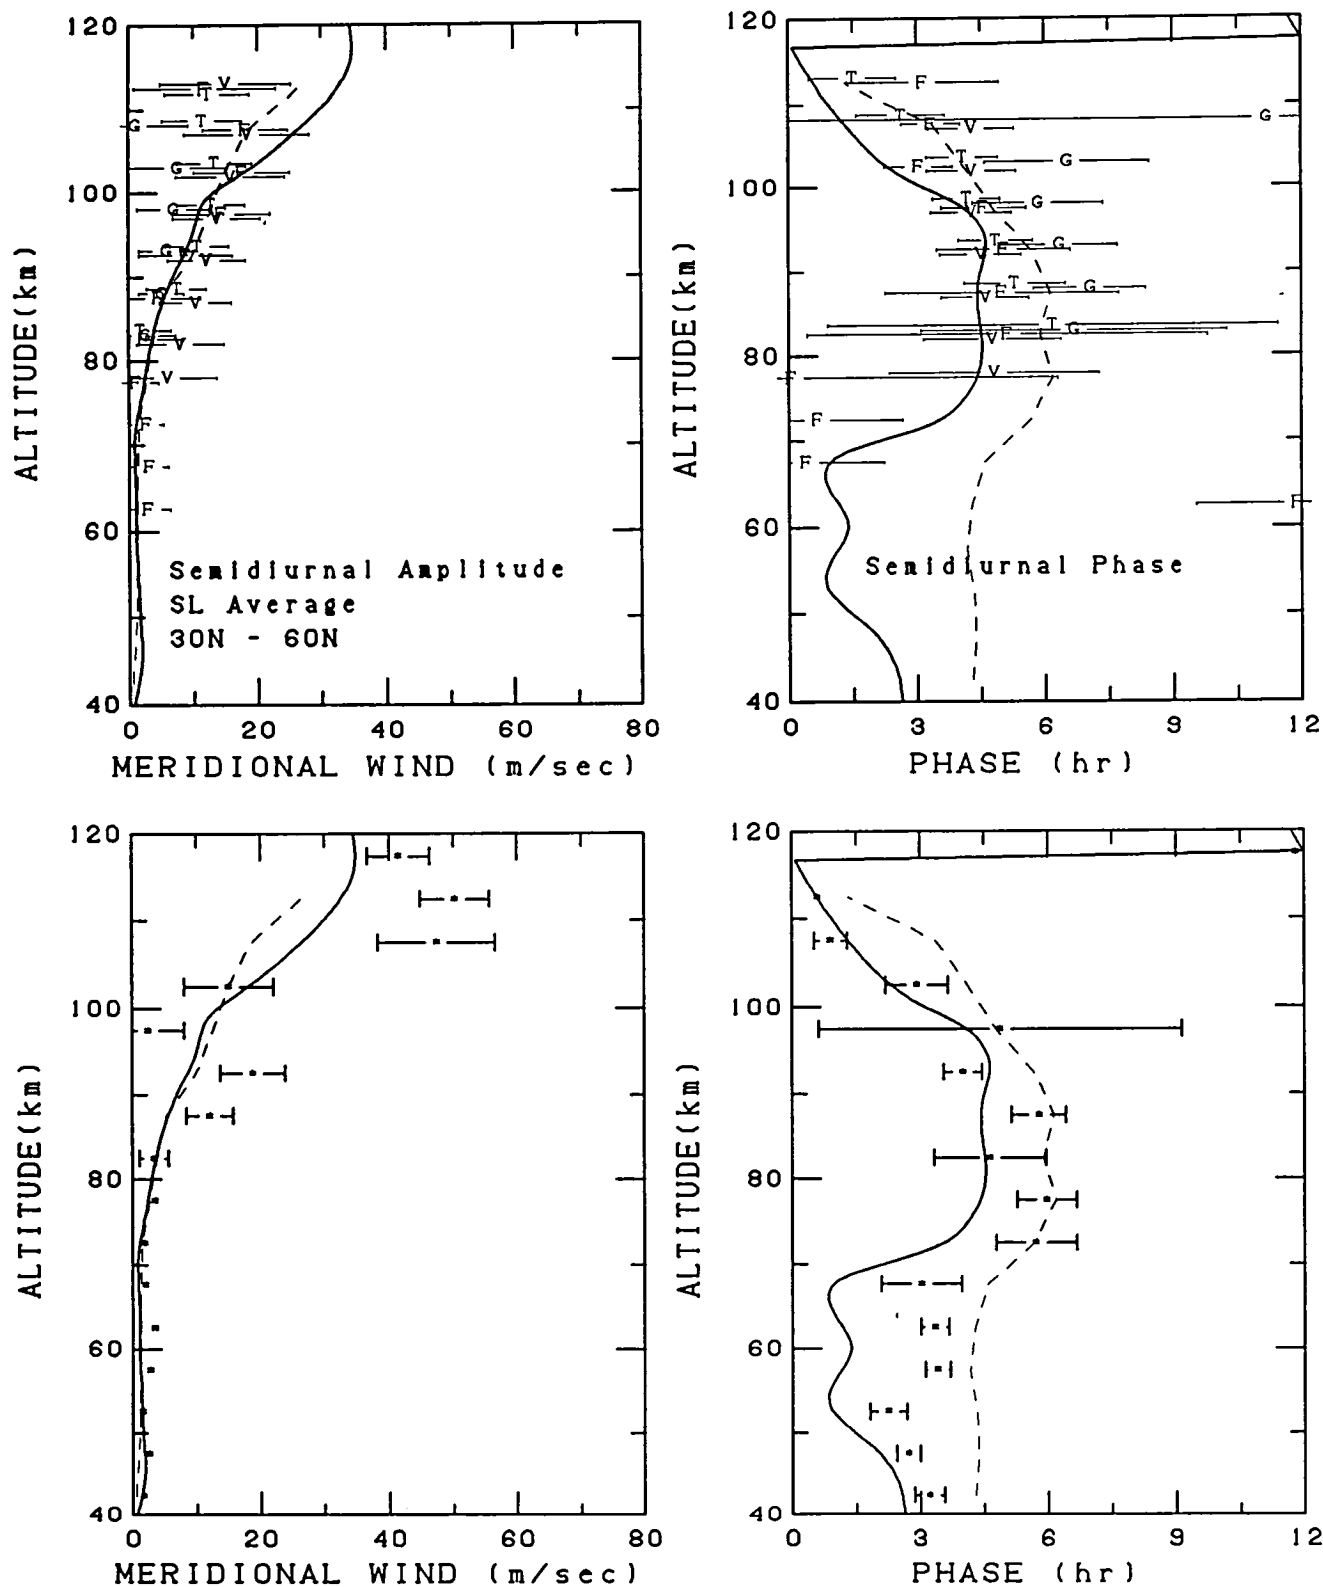 120
100
80
60
40
ALTITUDE(km)
V
F
T
T
G
F
V
T
G
F
G
F
V
T
G
V
T
V
G
V
F
V
F
F
F
Semidiurnal Amplitude
SL Average
30N - 60N
0 20 40 60 80
MERIDIONAL WIND (m/sec)
120
100
80
60
40
ALTITUDE(km)
T
F
G
T
F
V
T
G
F
V
T
G
V
F
T
G
F
V
T
G
F
V
T
G
F
V
V
F
F
F
F
Semidiurnal Phase
0 3 6 9 12
PHASE (hr)
120
100
80
60
40
ALTITUDE(km)
0 20 40 60 80
MERIDIONAL WIND (m/sec)
120
100
80
60
40
ALTITUDE(km)
0 3 6 9 12
PHASE (hr)